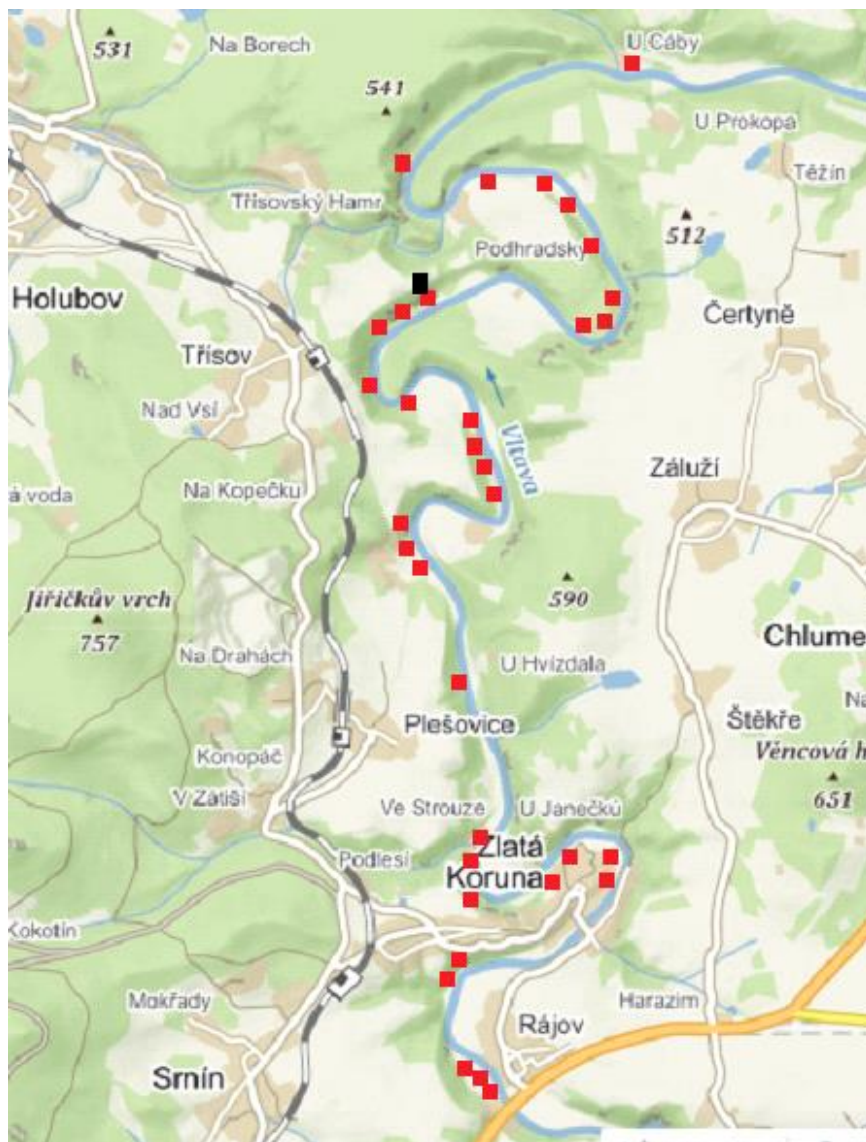 531
Na Borech
U Cáby
541
U Prokopa
Těžín
Třísovský Hamr
512
Podhradský
Holubov
Čertyně
Třísov
Nad Vsí
Vltava
Záluží
Na Kopečku
á voda
Jiřičkův vrch
757
590
Chlume
Na Drahách
U Hvízdala
Na
Plešovice
Štěkře
Konopáč
Věncová h
651
V Zátiší
Ve Strouze
U Janečků
Zlatá
Koruna
Podlesí
Kokotín
Mokřady
Harazim
Rájov
Srnín